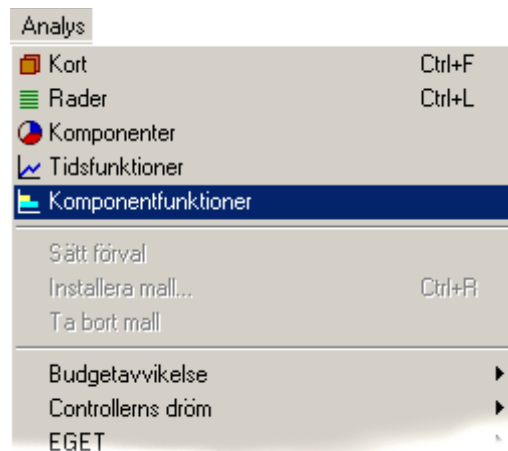 Analys
Kort Ctrl+F
Rader Ctrl+L
Komponenter
Tidsfunktioner
Komponentfunktioner
Sätt förval
Installera mall... Ctrl+R
Ta bort mall
Budgetavvikelse
Controllerns dröm
EGET